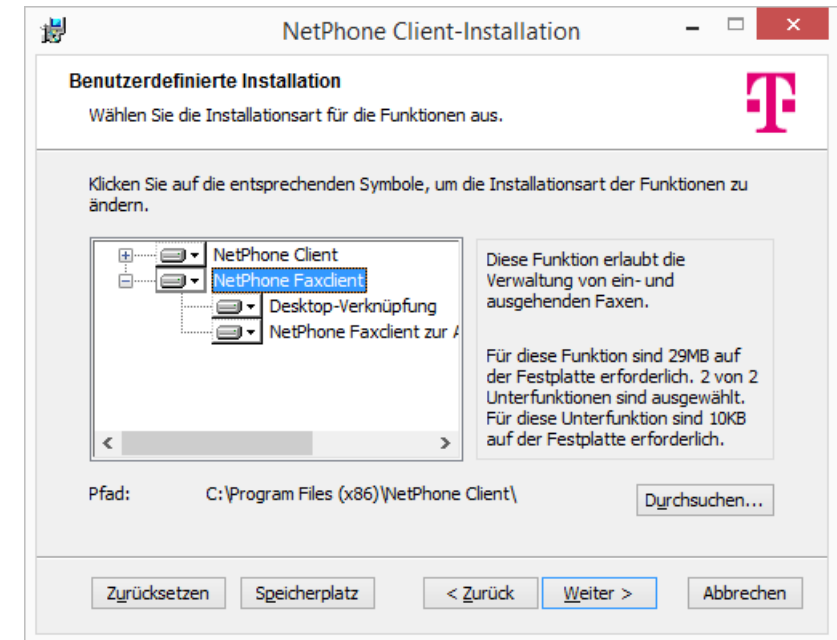 NetPhone Client-Installation
Benutzerdefinierte Installation
Wählen Sie die Installationsart für die Funktionen aus.
T
Klicken Sie auf die entsprechenden Symbole, um die Installationsart der Funktionen zu
ändern.
NetPhone Client
NetPhone Faxclient
Desktop-Verknüpfung
NetPhone Faxclient zur
Diese Funktion erlaubt die
Verwaltung von ein- und
ausgehenden Faxen.
Für diese Funktion sind 29MB auf
der Festplatte erforderlich. 2 von 2
Unterfunktionen sind ausgewählt.
Für diese Unterfunktion sind 10KB
auf der Festplatte erforderlich.
Pfad: C:\Program Files (x86)\NetPhone Client\
Durchsuchen...
Zurücksetzen Speicherplatz < Zurück Weiter > Abbrechen